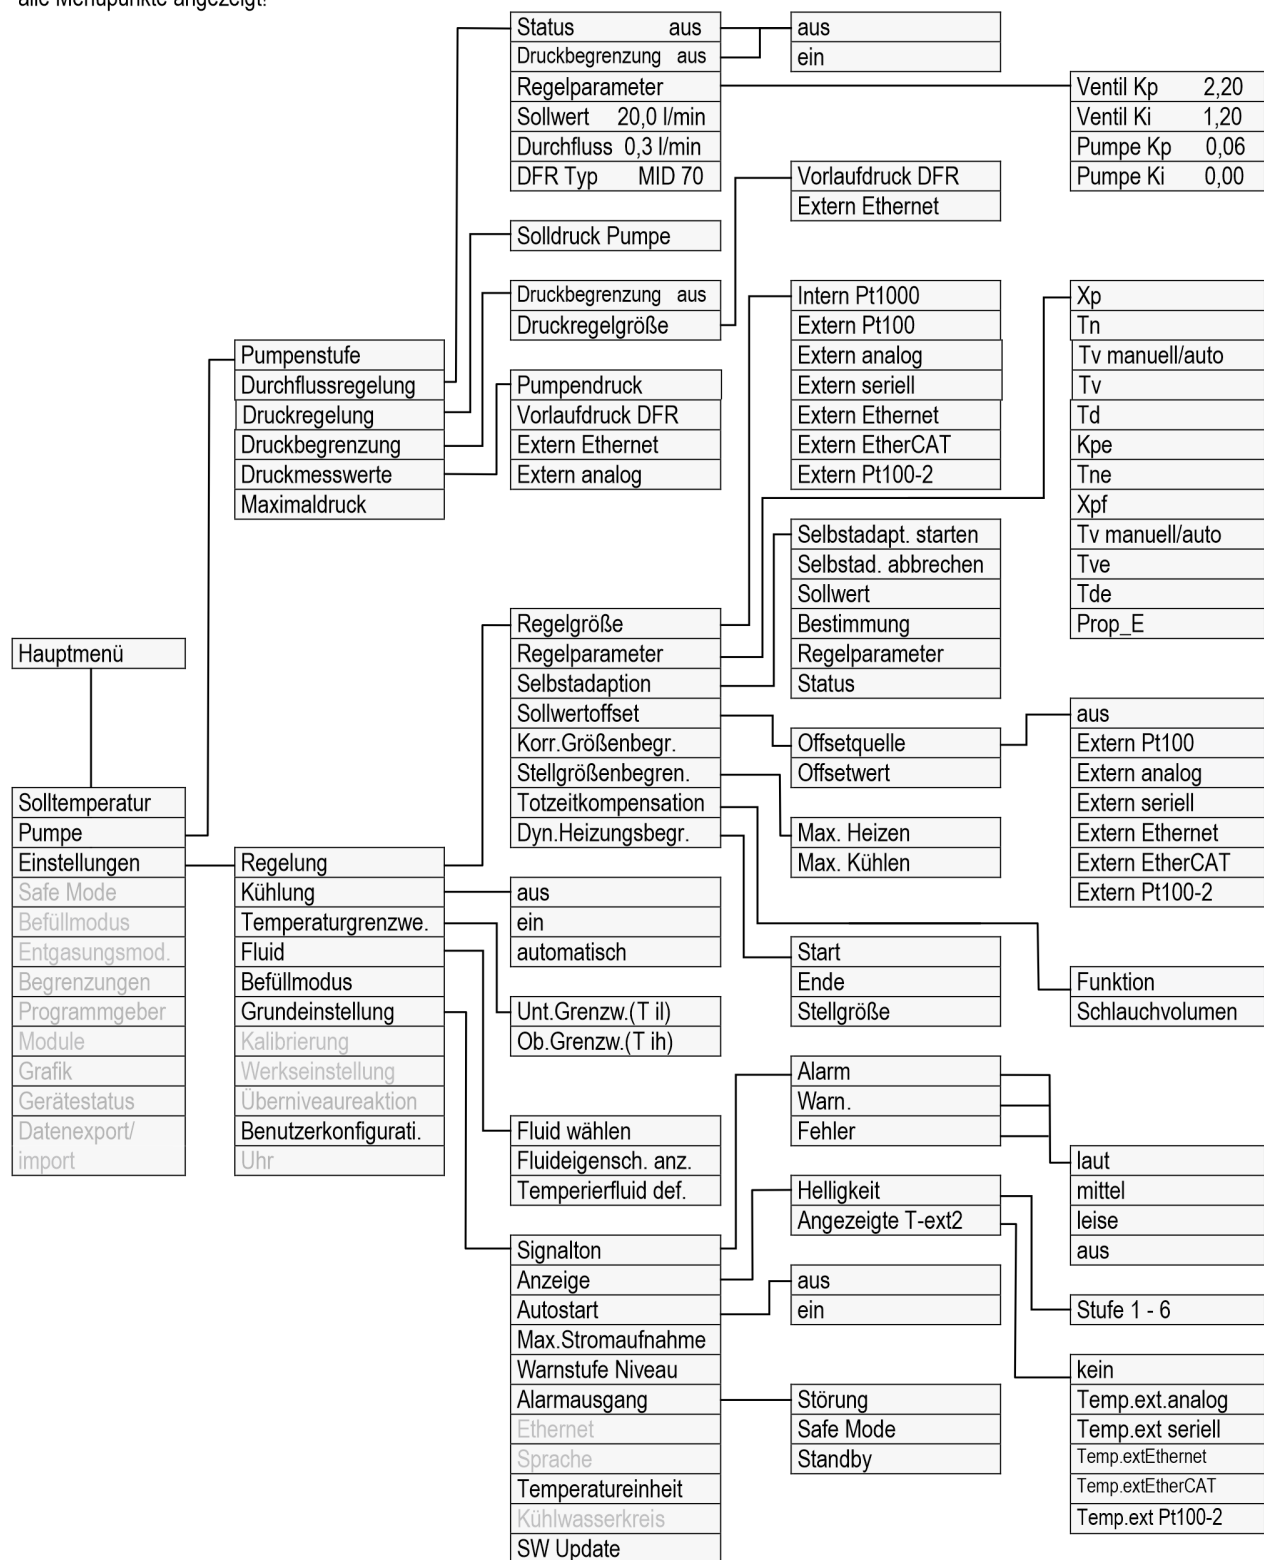 alle Menüpunkte angezeigt!
Status aus
Druckbegrenzung aus
Regelparameter
Sollwert 20,0 l/min
Durchfluss 0,3 l/min
DFR Typ MID 70
aus
ein
Ventil Kp 2,20
Ventil Ki 1,20
Pumpe Kp 0,06
Pumpe Ki 0,00
Vorlaufdruck DFR
Extern Ethernet
Solldruck Pumpe
Druckbegrenzung aus
Druckregelgröße
Pumpenstufe
Durchflussregelung
Druckregelung
Druckbegrenzung
Druckmesswerte
Maximaldruck
Pumpendruck
Vorlaufdruck DFR
Extern Ethernet
Extern analog
Intern Pt1000
Extern Pt100
Extern analog
Extern seriell
Extern Ethernet
Extern EtherCAT
Extern Pt100-2
Xp
Tn
Tv manuell/auto
Tv
Td
Kpe
Tne
Xpf
Tv manuell/auto
Tve
Tde
Prop_E
Selbstadapt. starten
Selbstad. abbrechen
Sollwert
Bestimmung
Regelparameter
Status
Hauptmenü
Regelgröße
Regelparameter
Selbstadaption
Sollwertoffset
Korr.Größenbegr.
Stellgrößenbegren.
Totzeitkompensation
Dyn.Heizungsbegr.
Offsetquelle
Offsetwert
aus
Extern Pt100
Extern analog
Extern seriell
Extern Ethernet
Extern EtherCAT
Extern Pt100-2
Max. Heizen
Max. Kühlen
Solltemperatur
Pumpe
Einstellungen
Safe Mode
Befüllmodus
Entgasungsmod.
Begrenzungen
Programmgeber
Module
Grafik
Gerätestatus
Datenexport/
import
Regelung
Kühlung
Temperaturgrenzwe.
Fluid
Befüllmodus
Grundeinstellung
Kalibrierung
Werkseinstellung
Überniveaureaktion
Benutzerkonfigurati.
Uhr
aus
ein
automatisch
Unt.Grenzw.(T il)
Ob.Grenzw.(T ih)
Start
Ende
Stellgröße
Funktion
Schlauchvolumen
Fluid wählen
Fluideigensch. anz.
Temperierfluid def.
Alarm
Warn.
Fehler
laut
mittel
leise
aus
Helligkeit
Angezeigte T-ext2
Signalton
Anzeige
Autostart
Max.Stromaufnahme
Warnstufe Niveau
Alarmausgang
Ethernet
Sprache
Temperatureinheit
Kühlwasserkreis
SW Update
aus
ein
Stufe 1 - 6
Störung
Safe Mode
Standby
kein
Temp.ext.analog
Temp.ext seriell
Temp.extEthernet
Temp.extEtherCAT
Temp.ext Pt100-2